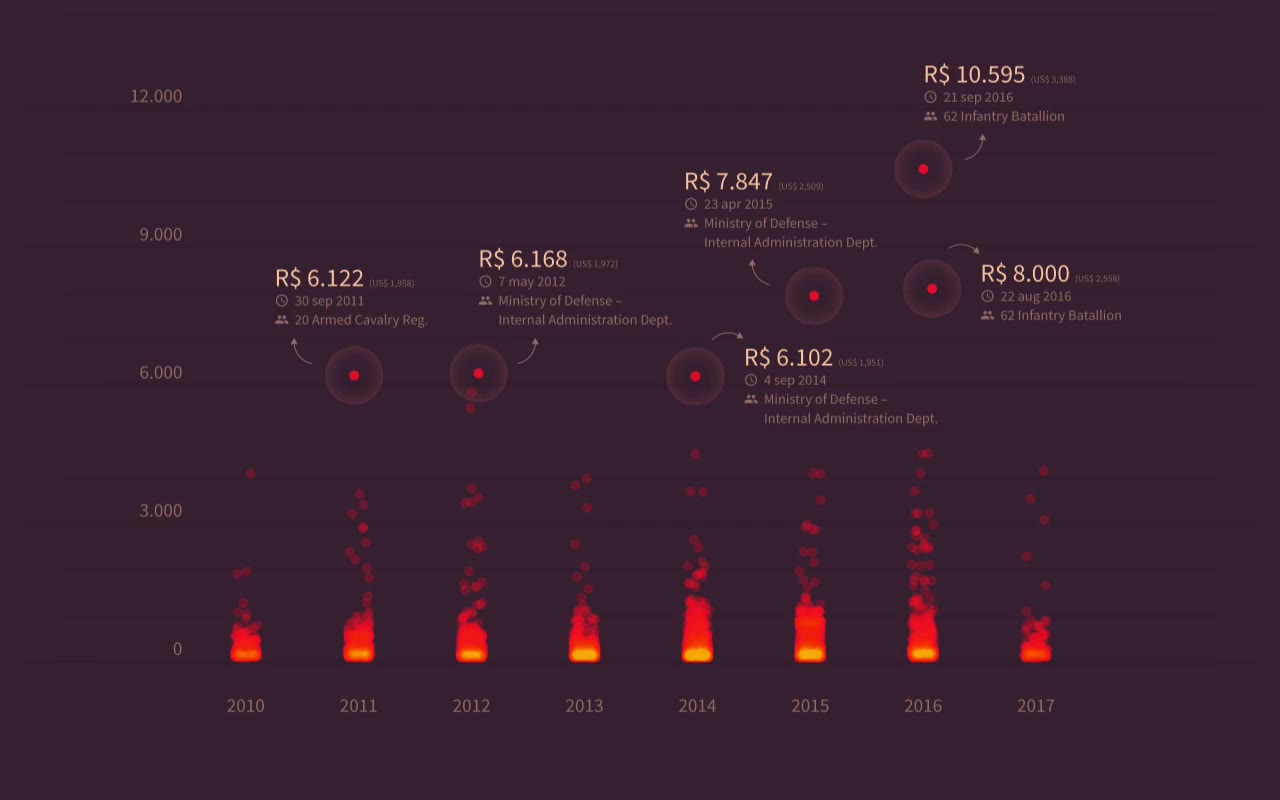 R$ 10.595 (US$ 3,388)
21 sep 2016
62 Infantry Batallion
12.000
R$ 7.847 (US$ 2,509)
23 apr 2015
Ministry of Defense –
Internal Administration Dept.
9.000
R$ 6.168 (US$ 1,972)
7 may 2012
Ministry of Defense –
Internal Administration Dept.
R$ 6.122 (US$ 1,958)
30 sep 2011
20 Armed Cavalry Reg.
R$ 8.000 (US$ 2,558)
22 aug 2016
62 Infantry Batallion
R$ 6.102 (US$ 1,951)
4 sep 2014
Ministry of Defense –
Internal Administration Dept.
6.000
3.000
0
2010 2011 2012 2013 2014 2015 2016 2017